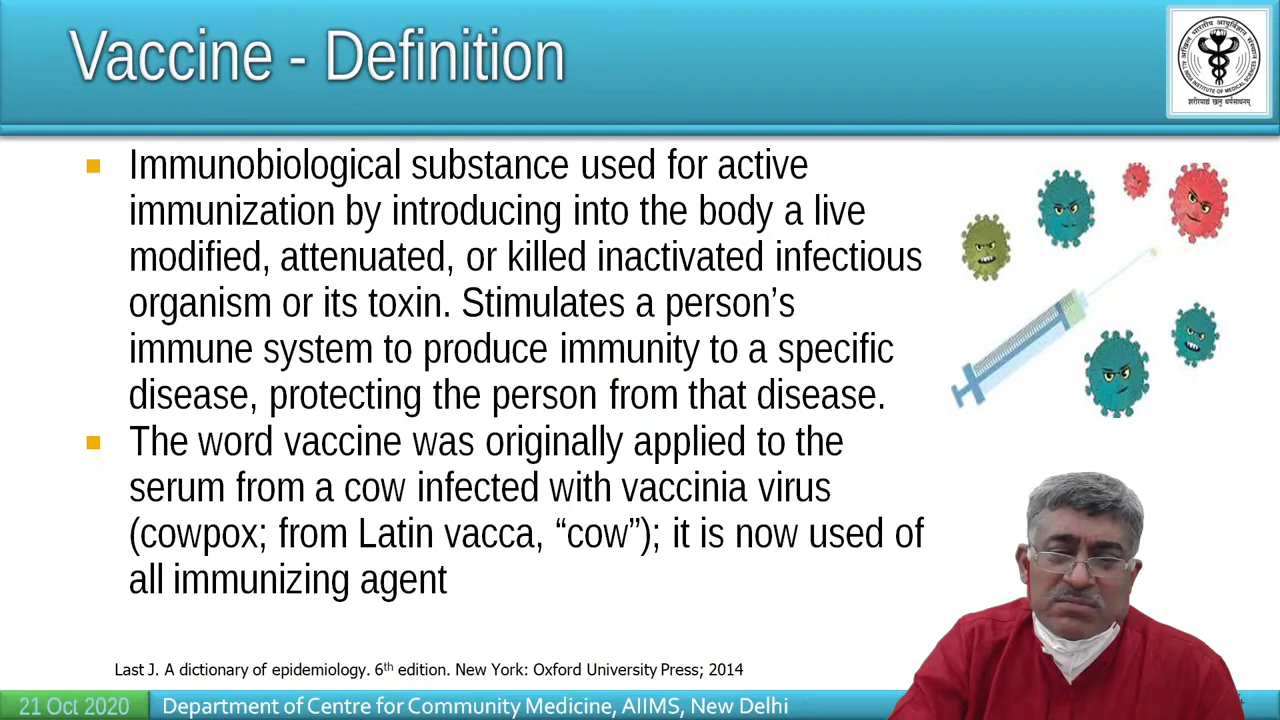 Vaccine - Definition
Immunobiological substance used for active
immunization by introducing into the body a live
modified, attenuated, or killed inactivated infectious
organism or its toxin. Stimulates a person’s
immune system to produce immunity to a specific
disease, protecting the person from that disease.
The word vaccine was originally applied to the
serum from a cow infected with vaccinia virus
(cowpox; from Latin vacca, “cow”); it is now used of
all immunizing agent
Last J. A dictionary of epidemiology. 6th edition. New York: Oxford University Press; 2014
21 Oct 2020
Department of Centre for Community Medicine, AIIMS, New Delhi